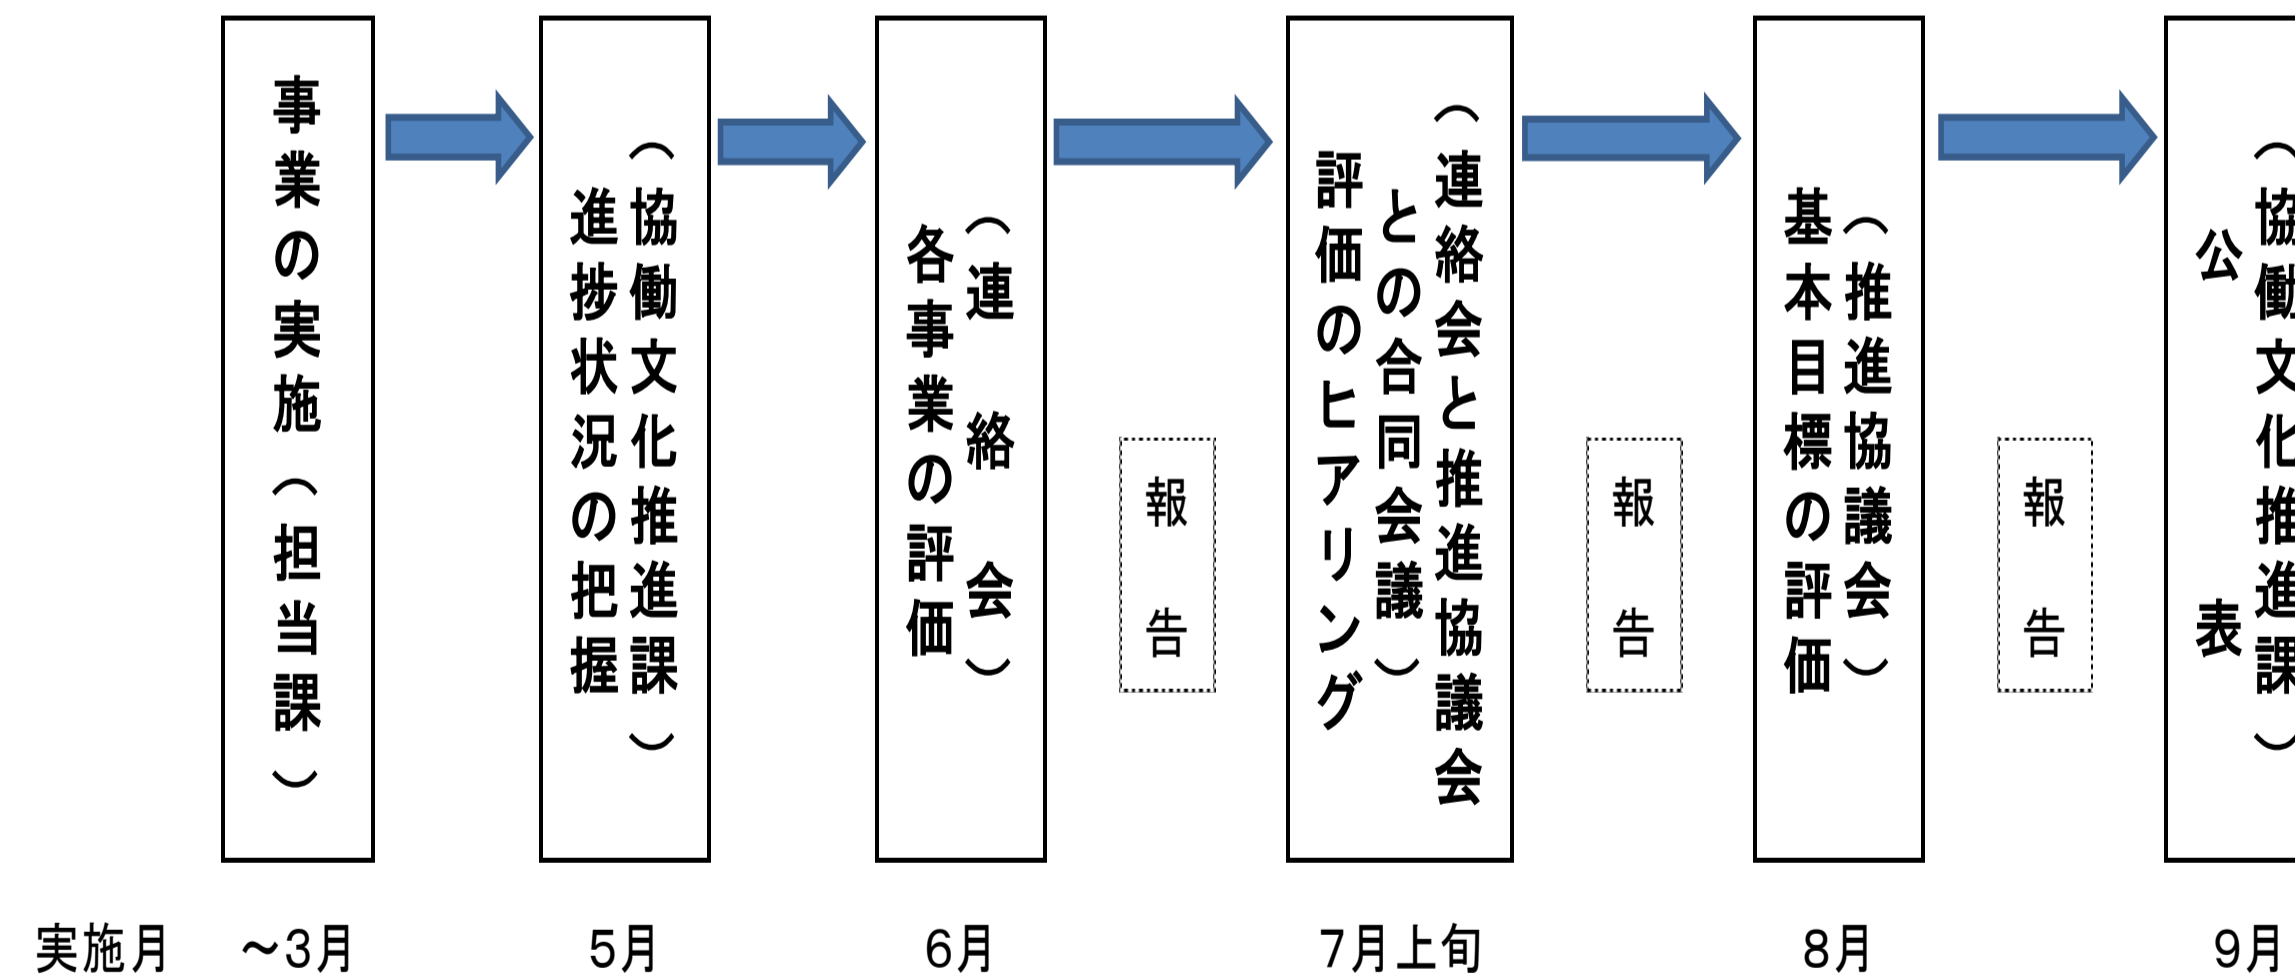 事業の実施（担当課）
進捗状況の把握
（協働文化推進課）
各事業の評価
（連絡会）
報告
評価のヒアリング
（連絡会と推進協議会
との合同会議）
報告
基本目標の評価
（推進協議会）
報告
公表
（協働文化推進課）
実施月 ～3月 5月 6月 7月上旬 8月 9月